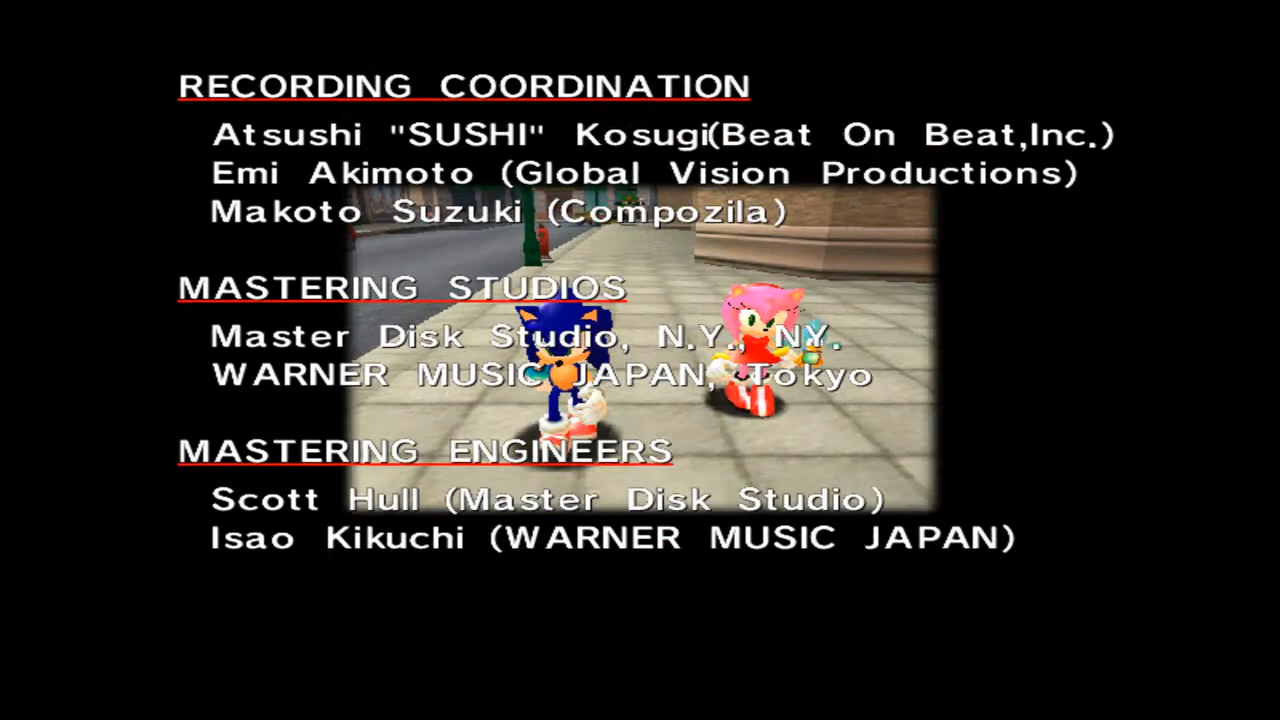 RECORDING COORDINATION
Atsushi "SUSHI" Kosugi(Beat On Beat,Inc.)
Emi Akimoto (Global Vision Productions)
Makoto Suzuki (Compozila)
MASTERING STUDIOS
Master Disk Studio, N.Y., NY.
WARNER MUSIC JAPAN, Tokyo
MASTERING ENGINEERS
Scott Hull (Master Disk Studio)
Isao Kikuchi (WARNER MUSIC JAPAN)